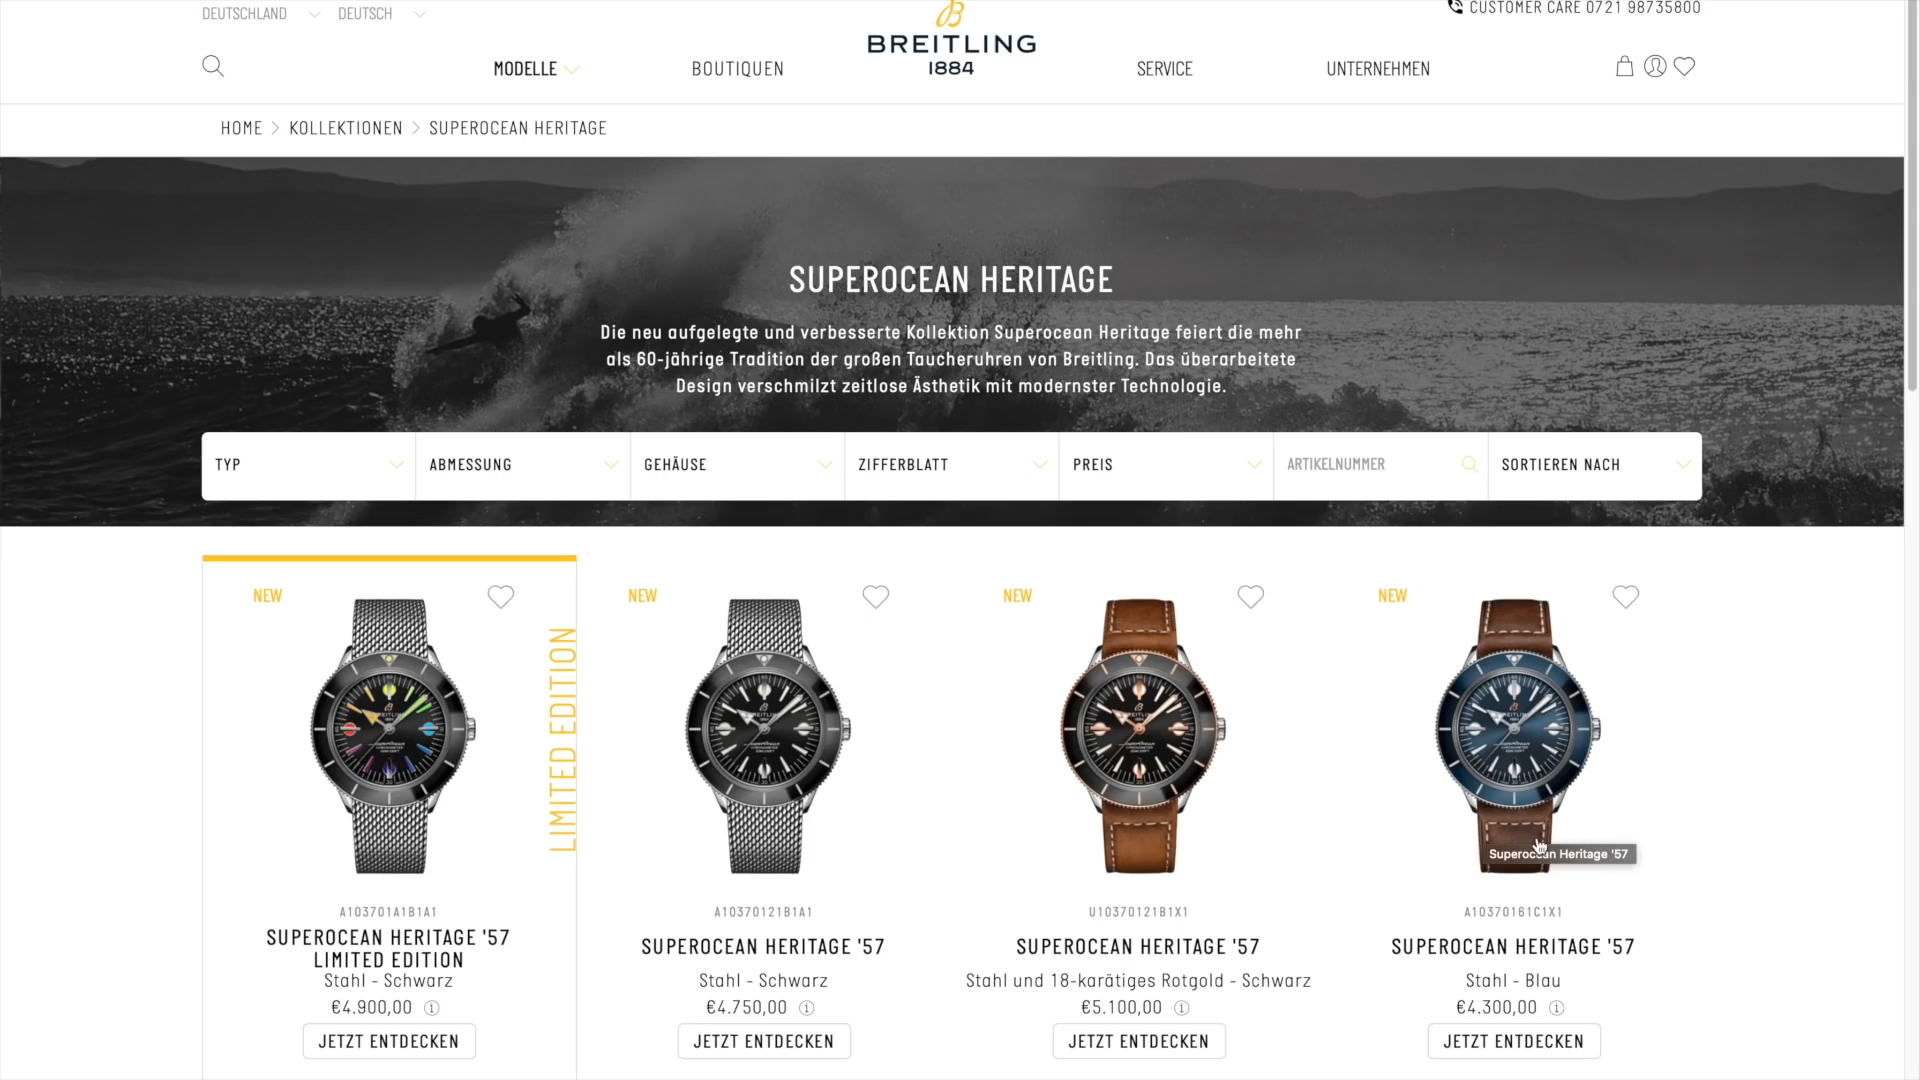 DEUTSCHLAND
DEUTSCH
CUSTOMER CARE 0721 98735800
BREITLING
1884
MODELLE
BOUTIQUEN
SERVICE
UNTERNEHMEN
HOME > KOLLEKTIONEN > SUPEROCEAN HERITAGE
SUPEROCEAN HERITAGE
Die neu aufgelegte und verbesserte Kollektion Superocean Heritage feiert die mehr
als 60-jährige Tradition der großen Taucheruhren von Breitling. Das überarbeitete
Design verschmilzt zeitlose Ästhetik mit modernster Technologie.
TYP
ABMESSUNG
GEHÄUSE
ZIFFERBLATT
PREIS
ARTIKELNUMMER
SORTIEREN NACH
NEW
LIMITED EDITION
A103701A1B1A1
SUPEROCEAN HERITAGE '57
LIMITED EDITION
Stahl - Schwarz
€4.900,00
JETZT ENTDECKEN
NEW
A10370121B1A1
SUPEROCEAN HERITAGE '57
Stahl - Schwarz
€4.750,00
JETZT ENTDECKEN
NEW
U10370121B1X1
SUPEROCEAN HERITAGE '57
Stahl und 18-karätiges Rotgold - Schwarz
€5.100,00
JETZT ENTDECKEN
NEW
Superocean Heritage '57
A10370161C1X1
SUPEROCEAN HERITAGE '57
Stahl - Blau
€4.300,00
JETZT ENTDECKEN